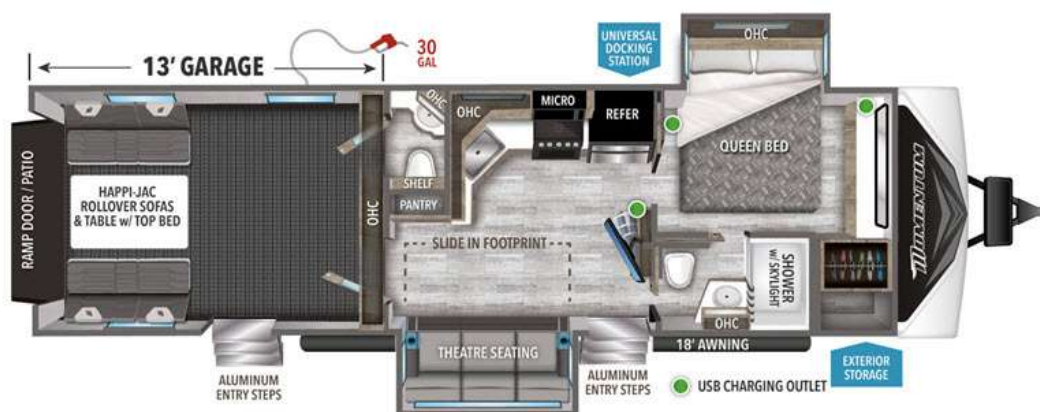 13' GARAGE
30
GAL
UNIVERSAL
DOCKING
STATION
OHC
RAMP DOOR / PATIO
HAPPI-JAC
ROLLOVER SOFAS
& TABLE w/ TOP BED
OHC
OHC
SHELF
PANTRY
OHC
MICRO
REFER
QUEEN BED
MOMENTUM
SLIDE IN FOOTPRINT
SHOWER
w/ SKYLIGHT
OHC
THEATRE SEATING
18' AWNING
ALUMINUM
ENTRY STEPS
ALUMINUM
ENTRY STEPS
USB CHARGING OUTLET
EXTERIOR
STORAGE